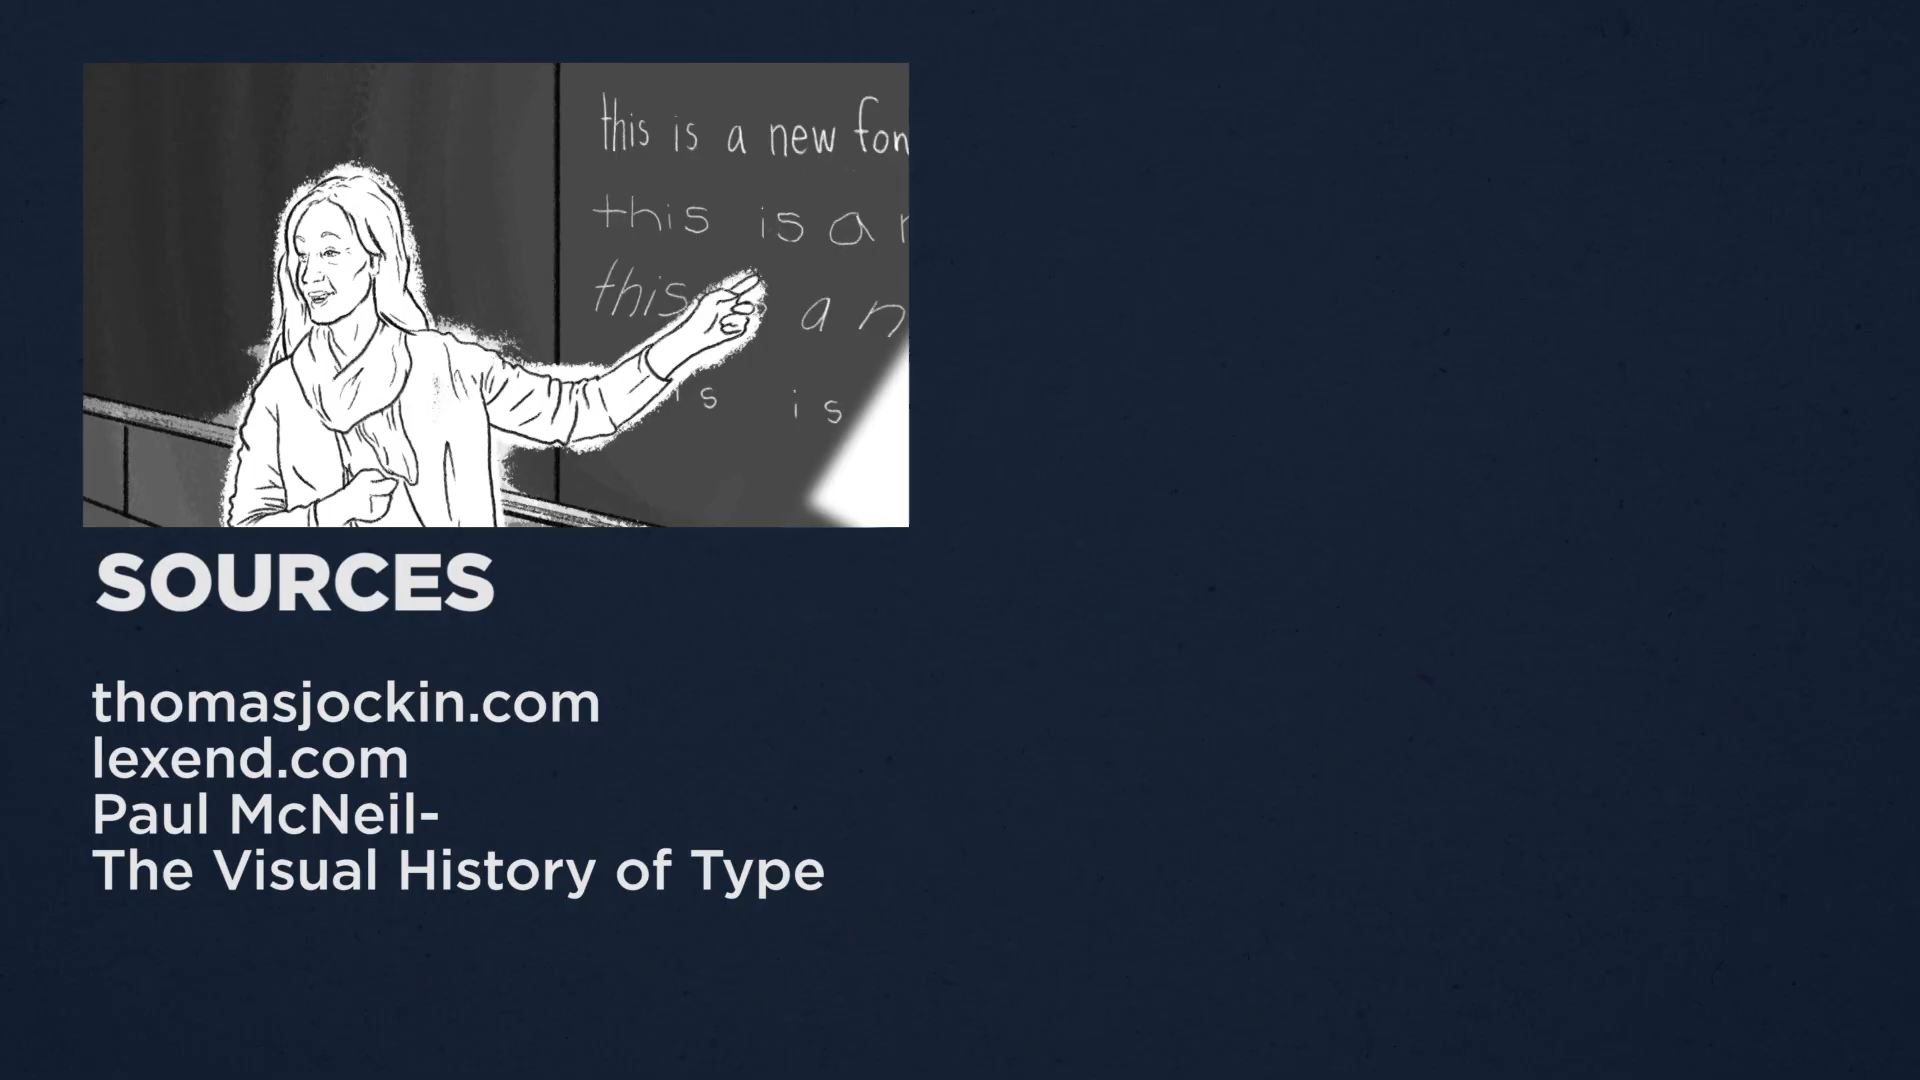 this is a new fon
this is a
this a n
is
SOURCES
thomasjockin.com
lexend.com
Paul McNeil-
The Visual History of Type